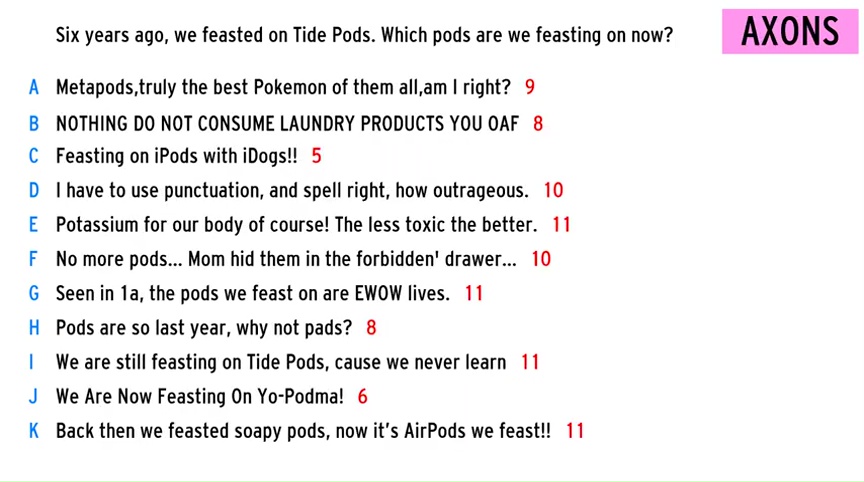 Six years ago, we feasted on Tide Pods. Which pods are we feasting on now?
AXONS
A Metapods,truly the best Pokemon of them all,am I right? 9
B NOTHING DO NOT CONSUME LAUNDRY PRODUCTS YOU OAF 8
C Feasting on iPods with iDogs!! 5
D I have to use punctuation, and spell right, how outrageous. 10
E Potassium for our body of course! The less toxic the better. 11
F No more pods... Mom hid them in the forbidden' drawer... 10
G Seen in 1a, the pods we feast on are EWOW lives. 11
H Pods are so last year, why not pads? 8
I We are still feasting on Tide Pods, cause we never learn 11
J We Are Now Feasting On Yo-Podma! 6
K Back then we feasted soapy pods, now it's AirPods we feast!! 11